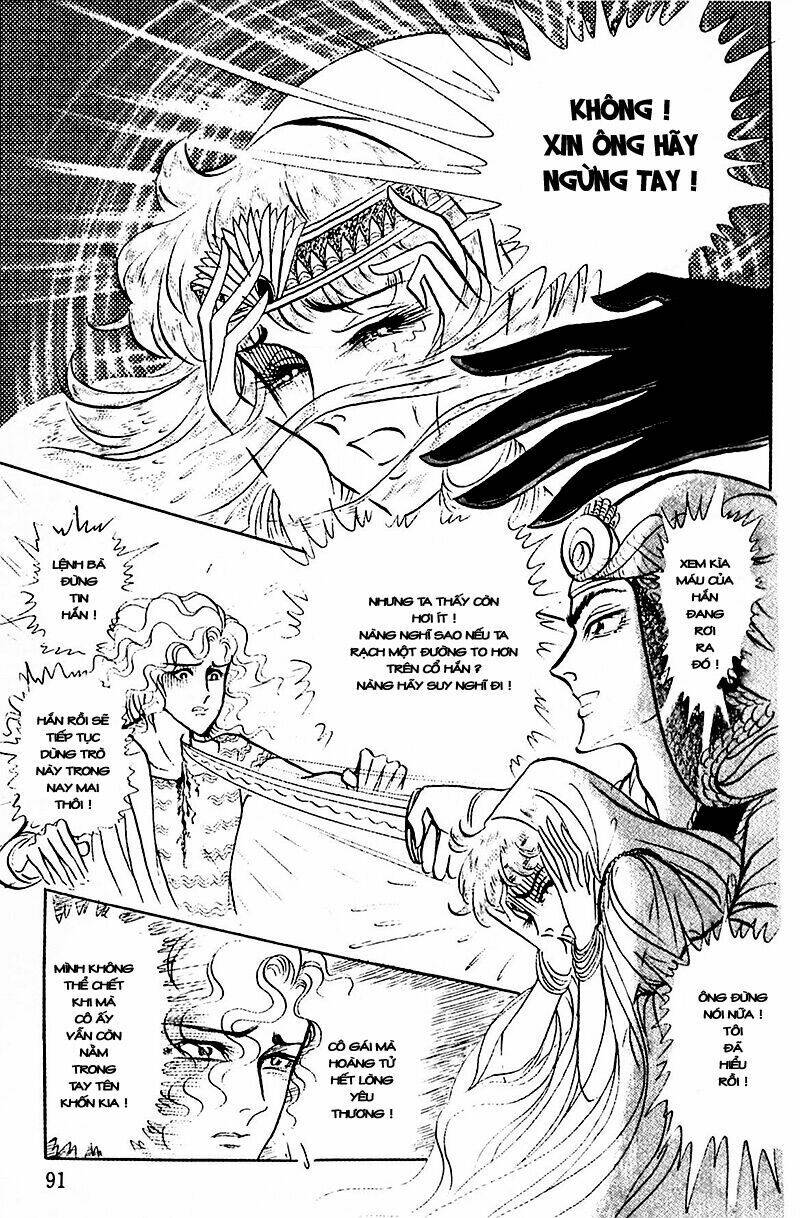 KHÔNG !
XIN ÔNG HÃY
NGỪNG TAY !
XEM KÌA
MÁU CỦA
HẮN
ĐANG
RƠI
RA
ĐÓ !
NHƯNG TA THẤY CÒN
HƠI ÍT !
NÀNG NGHĨ SAO NẾU TA
RẠCH MỘT ĐƯỜNG TO HƠN
TRÊN CỔ HẮN ?
NÀNG HÃY SUY NGHĨ ĐI !
LỆNH BÀ
ĐỪNG
TIN
HẮN !
HẮN RỒI SẼ
TIẾP TỤC
DÙNG TRÒ
NÀY TRONG
NAY MAI
THÔI !
ÔNG ĐỪNG
NÓI NỮA !
TÔI
ĐÃ
HIỂU
RỒI !
CÔ GÁI MÀ
HOÀNG TỬ
HẾT LÒNG
YÊU
THƯƠNG !
MÌNH KHÔNG
THỂ CHẾT
KHI MÀ
CÔ ẤY
VẪN CÒN
NẰM
TRONG
TAY TÊN
KHỐN KIA !
91